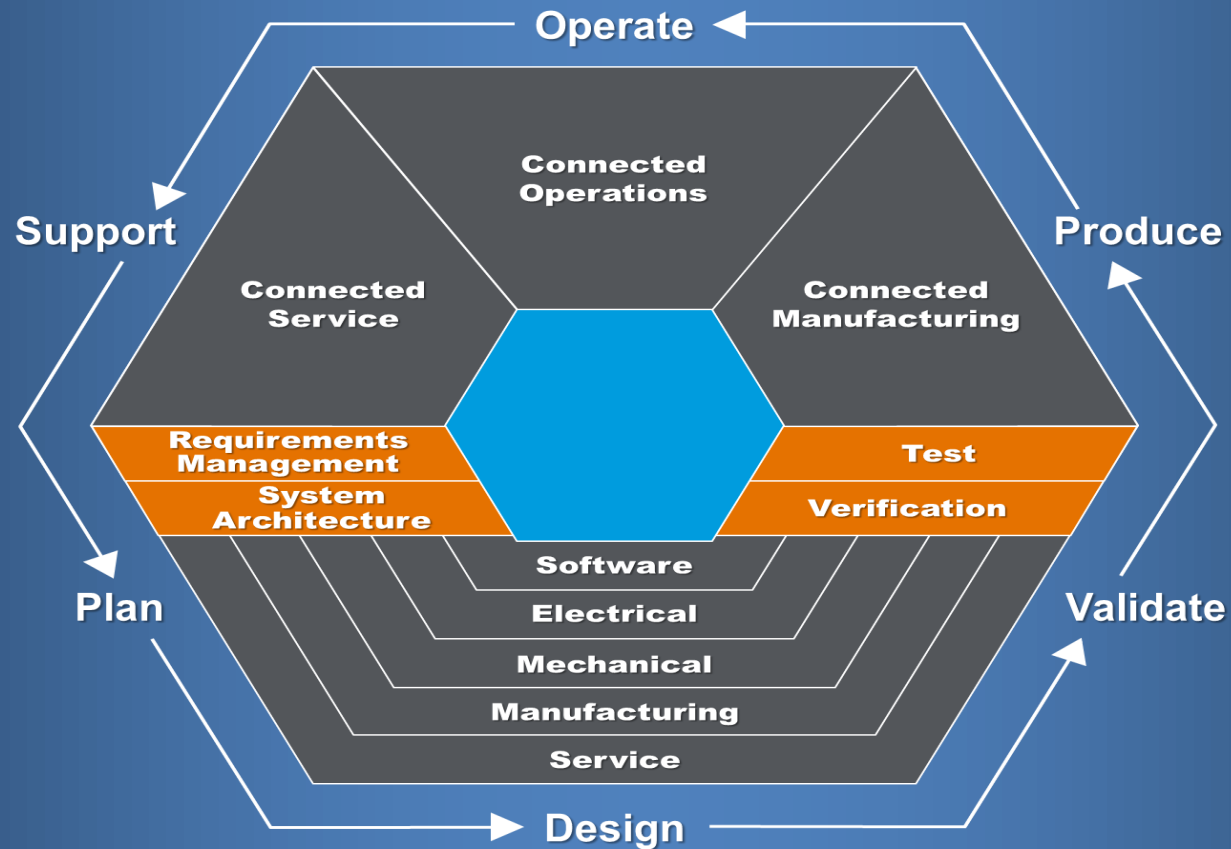 Operate
Connected
Operations
Support
Produce
Connected
Service
Connected
Manufacturing
Requirements
Management
Test
System
Architecture
Verification
Software
Plan
Validate
Electrical
Mechanical
Manufacturing
Service
Design